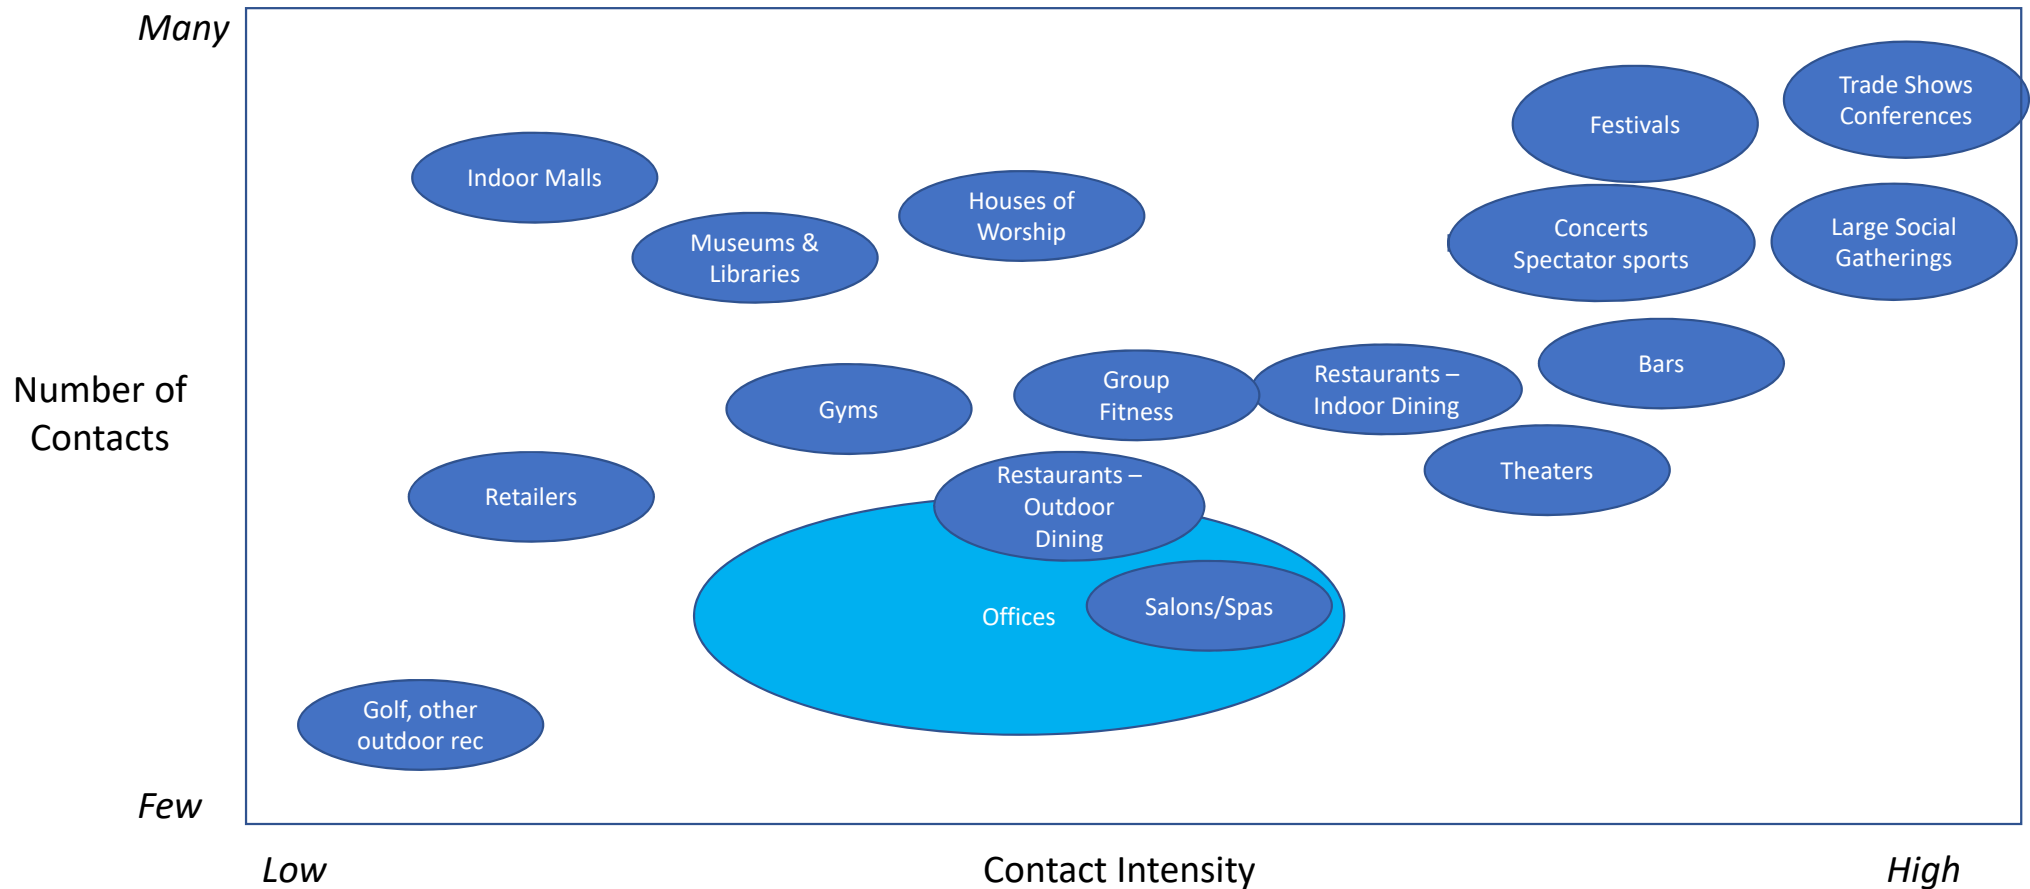 Many
Trade Shows
Conferences
Festivals
Indoor Malls
Houses of
Worship
Museums &
Libraries
Concerts
Spectator sports
Large Social
Gatherings
Number of
Contacts
Gyms
Group
Fitness
Restaurants –
Indoor Dining
Bars
Retailers
Restaurants –
Outdoor
Dining
Theaters
Offices
Salons/Spas
Golf, other
outdoor rec
Few
Low
Contact Intensity
High